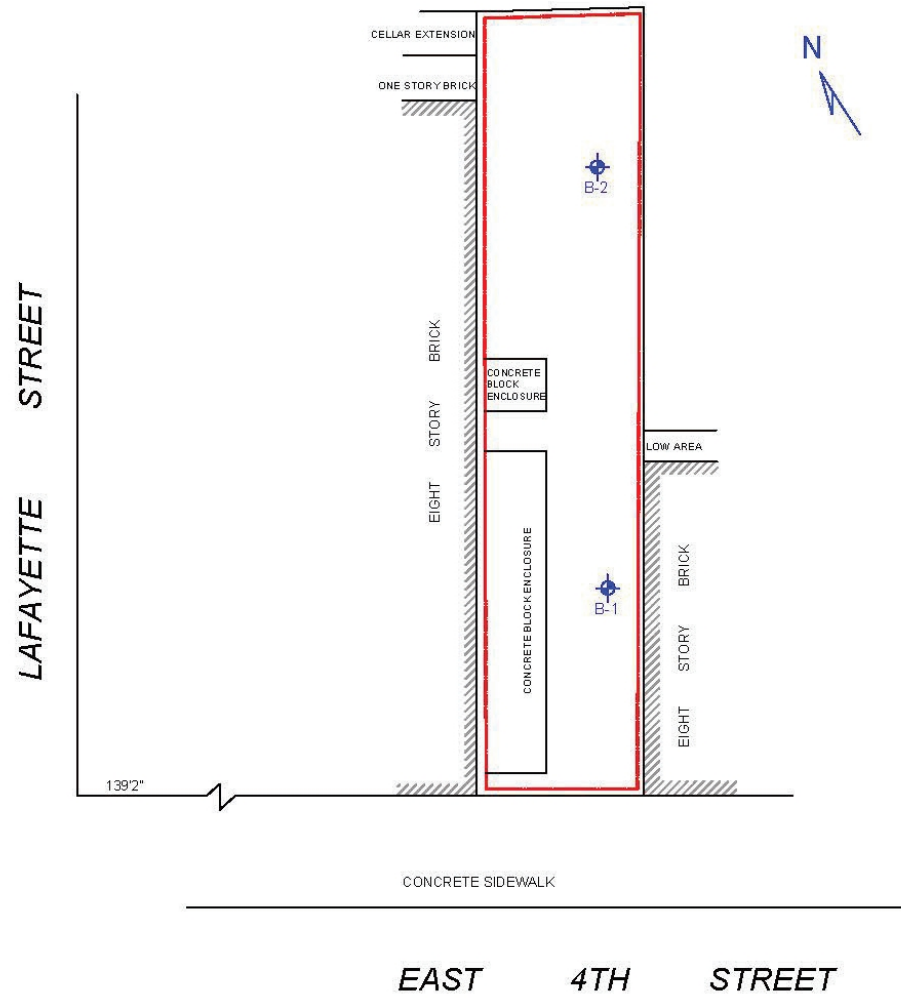 CELLAR EXTENSION
ONE STORY BRICK
N
B-2
LAFAYETTE STREET
EIGHT STORY BRICK
CONCRETE
BLOCK
ENCLOSURE
LOW AREA
CONCRETE BLOCK ENCLOSURE
B-1
EIGHT STORY BRICK
139'2"
CONCRETE SIDEWALK
EAST 4TH STREET